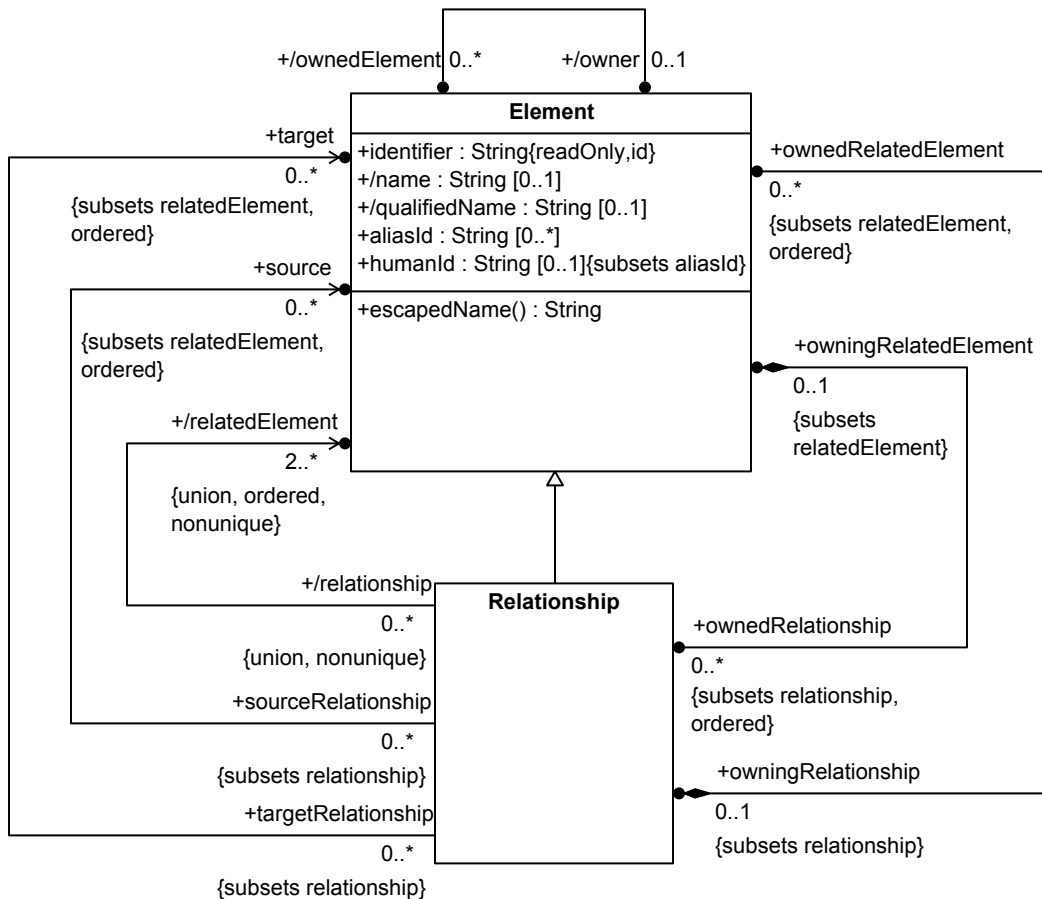 +/ownedElement 0..*
+/owner 0..1
Element
+identifier : String{readOnly,id}
+/name : String [0..1]
+/qualifiedName : String [0..1]
+aliasId : String [0..*]
+humanId : String [0..1]{subsets aliasId}
+escapedName() : String
+target
0..*
{subsets relatedElement,
ordered}
+source
0..*
{subsets relatedElement,
ordered}
+/relatedElement
2..*
{union, ordered,
nonunique}
+ownedRelatedElement
0..*
{subsets relatedElement,
ordered}
+owningRelatedElement
0..1
{subsets
relatedElement}
+/relationship
0..*
{union, nonunique}
+sourceRelationship
0..*
{subsets relationship}
+targetRelationship
0..*
{subsets relationship}
Relationship
+ownedRelationship
0..*
{subsets relationship,
ordered}
+owningRelationship
0..1
{subsets relationship}